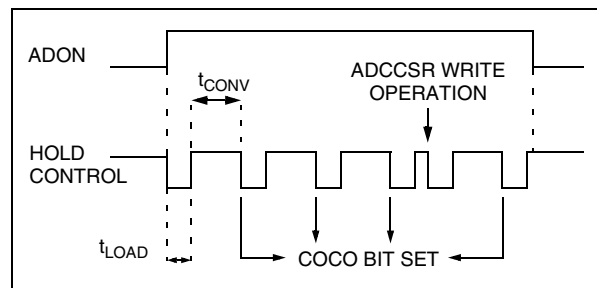 ADON
ADCCSR WRITE
OPERATION
tCONV
HOLD
CONTROL
tLOAD
COCO BIT SET